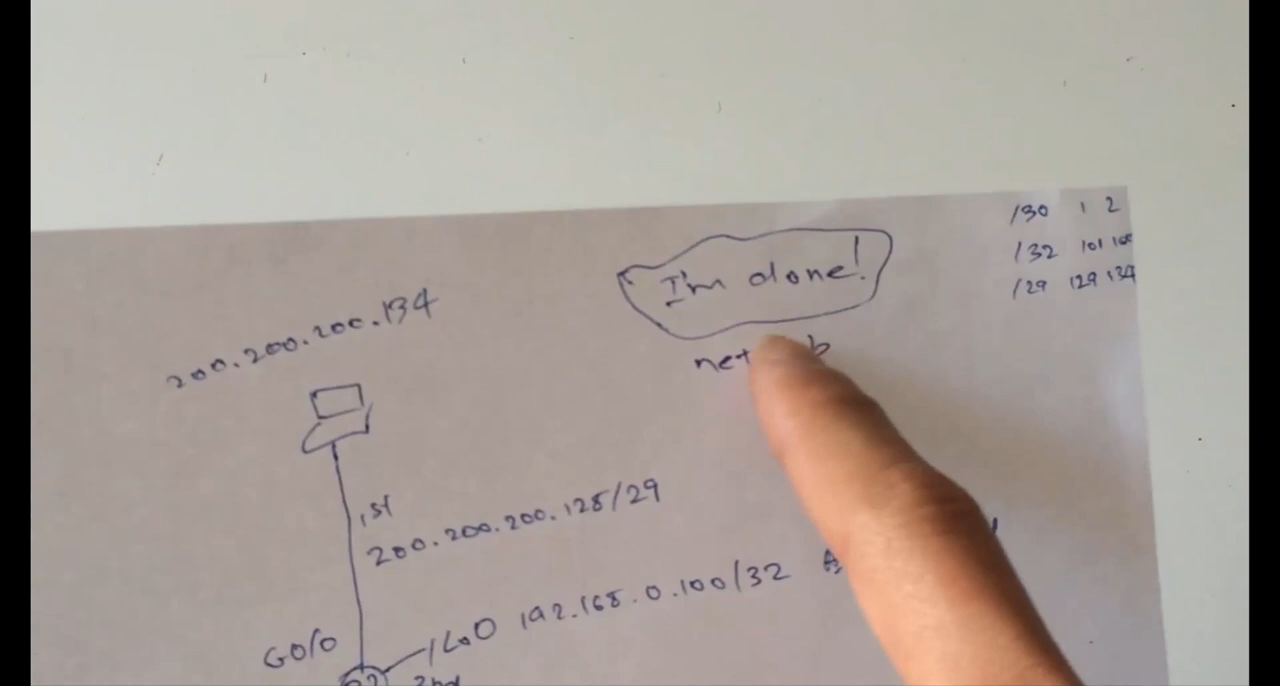 /30 1 2
/32 101 100
/29 129 134
I'm done!
200.200.200.134
1st
200.200.200.128/29
192.168.0.100/32
G0/0
Lo0